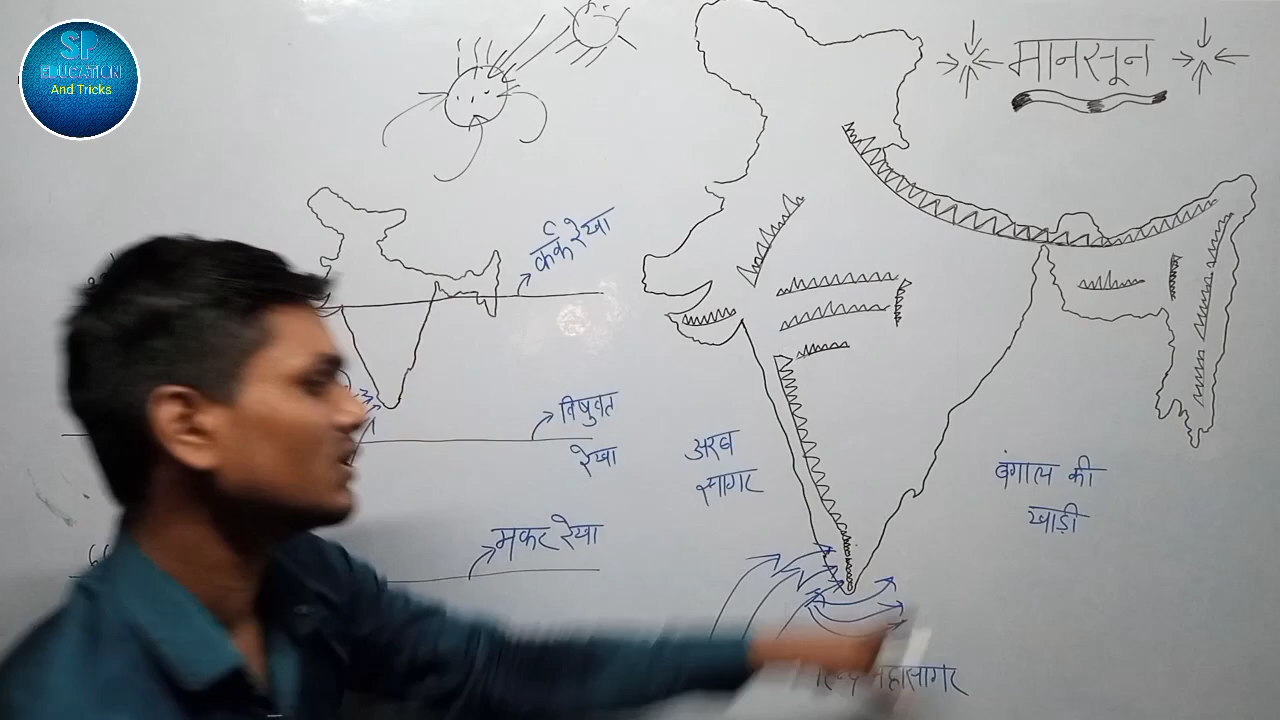 SP
EDUCATION
And Tricks
मानसून
कर्क रेखा
विषुवत
रेखा
मकर रेखा
अरब
सागर
बंगाल की
खाड़ी
महासागर